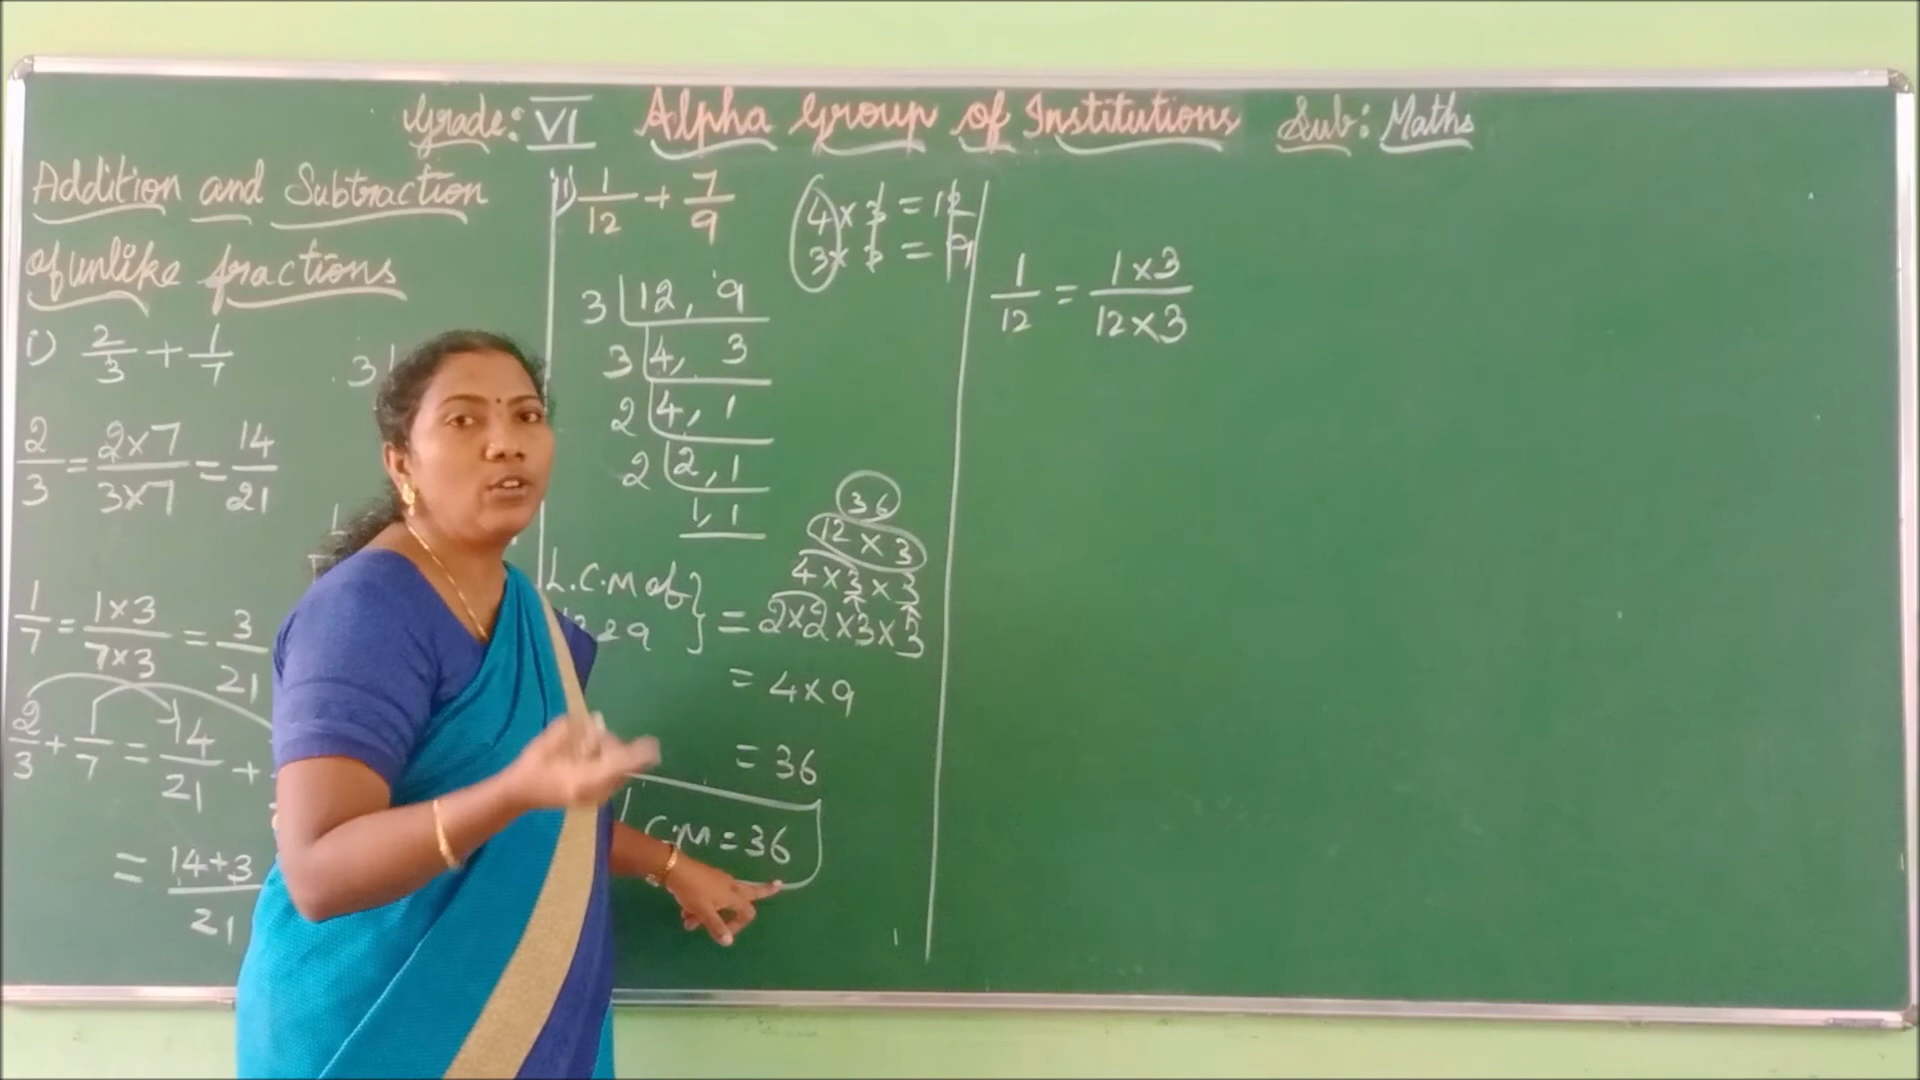 Grade: VI Alpha Group of Institutions Sub: Maths
Addition and Subtraction
of unlike fractions
i) 2/3 + 1/7
3
2/3 = 2×7/3×7 = 14/21
1/7 = 1×3/7×3 = 3/21
2/3 + 1/7 = 14/21 +
= 14+3/21
ii) 1/12 + 7/9
4×3 = 12
3×3 = 9
3 | 12, 9
3 | 4, 3
2 | 4, 1
2 | 2, 1
1, 1
36
12 × 3
4×3×3
L.C.M of } = 2×2×3×3
& 9
= 4×9
= 36
C.M = 36
1/12 = 1×3/12×3